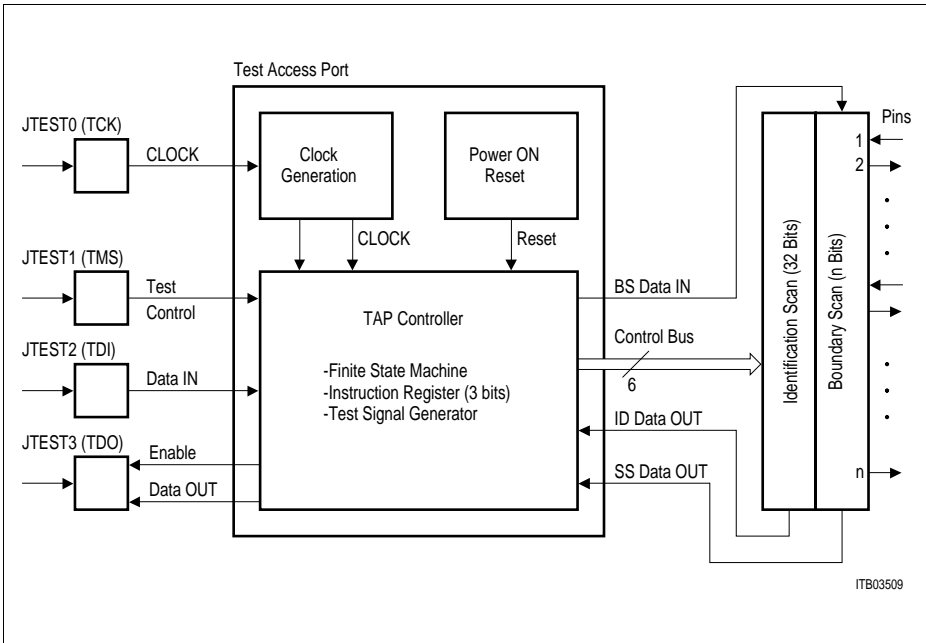 Test Access Port
JTEST0 (TCK)
CLOCK
Clock
Generation
Power ON
Reset
CLOCK
Reset
JTEST1 (TMS)
Test
Control
JTEST2 (TDI)
Data IN
JTEST3 (TDO)
Enable
Data OUT
TAP Controller
-Finite State Machine
-Instruction Register (3 bits)
-Test Signal Generator
BS Data IN
Control Bus
6
ID Data OUT
SS Data OUT
Identification Scan (32 Bits)
Boundary Scan (n Bits)
Pins
1
2
n
ITB03509